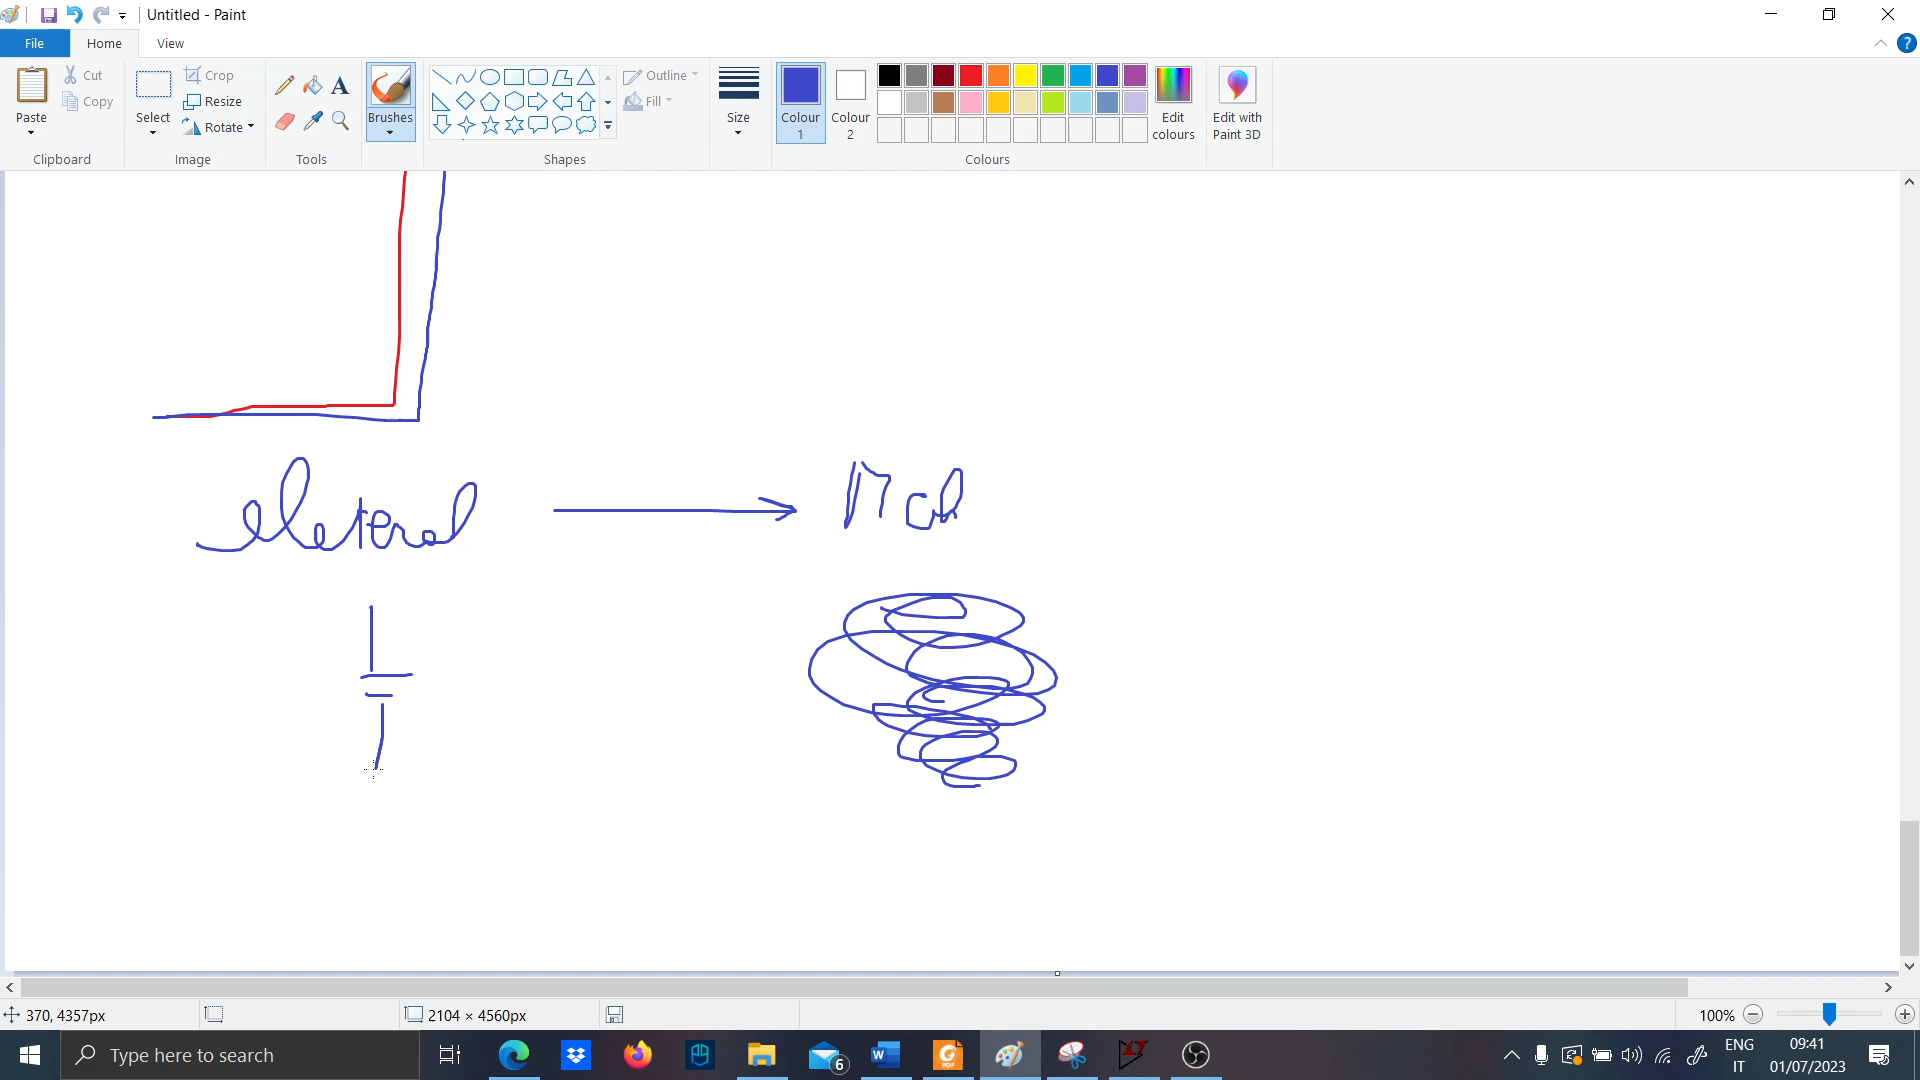 Untitled - Paint
File Home View
Paste Cut Copy Clipboard
Select Crop Resize Rotate Image
Tools
Brushes
Outline Fill Shapes
Size
Colour 1 Colour 2 Edit colours Colours
Edit with Paint 3D
370, 4357px 2104 × 4560px 100%
Type here to search
6
ENG IT
09:41
01/07/2023